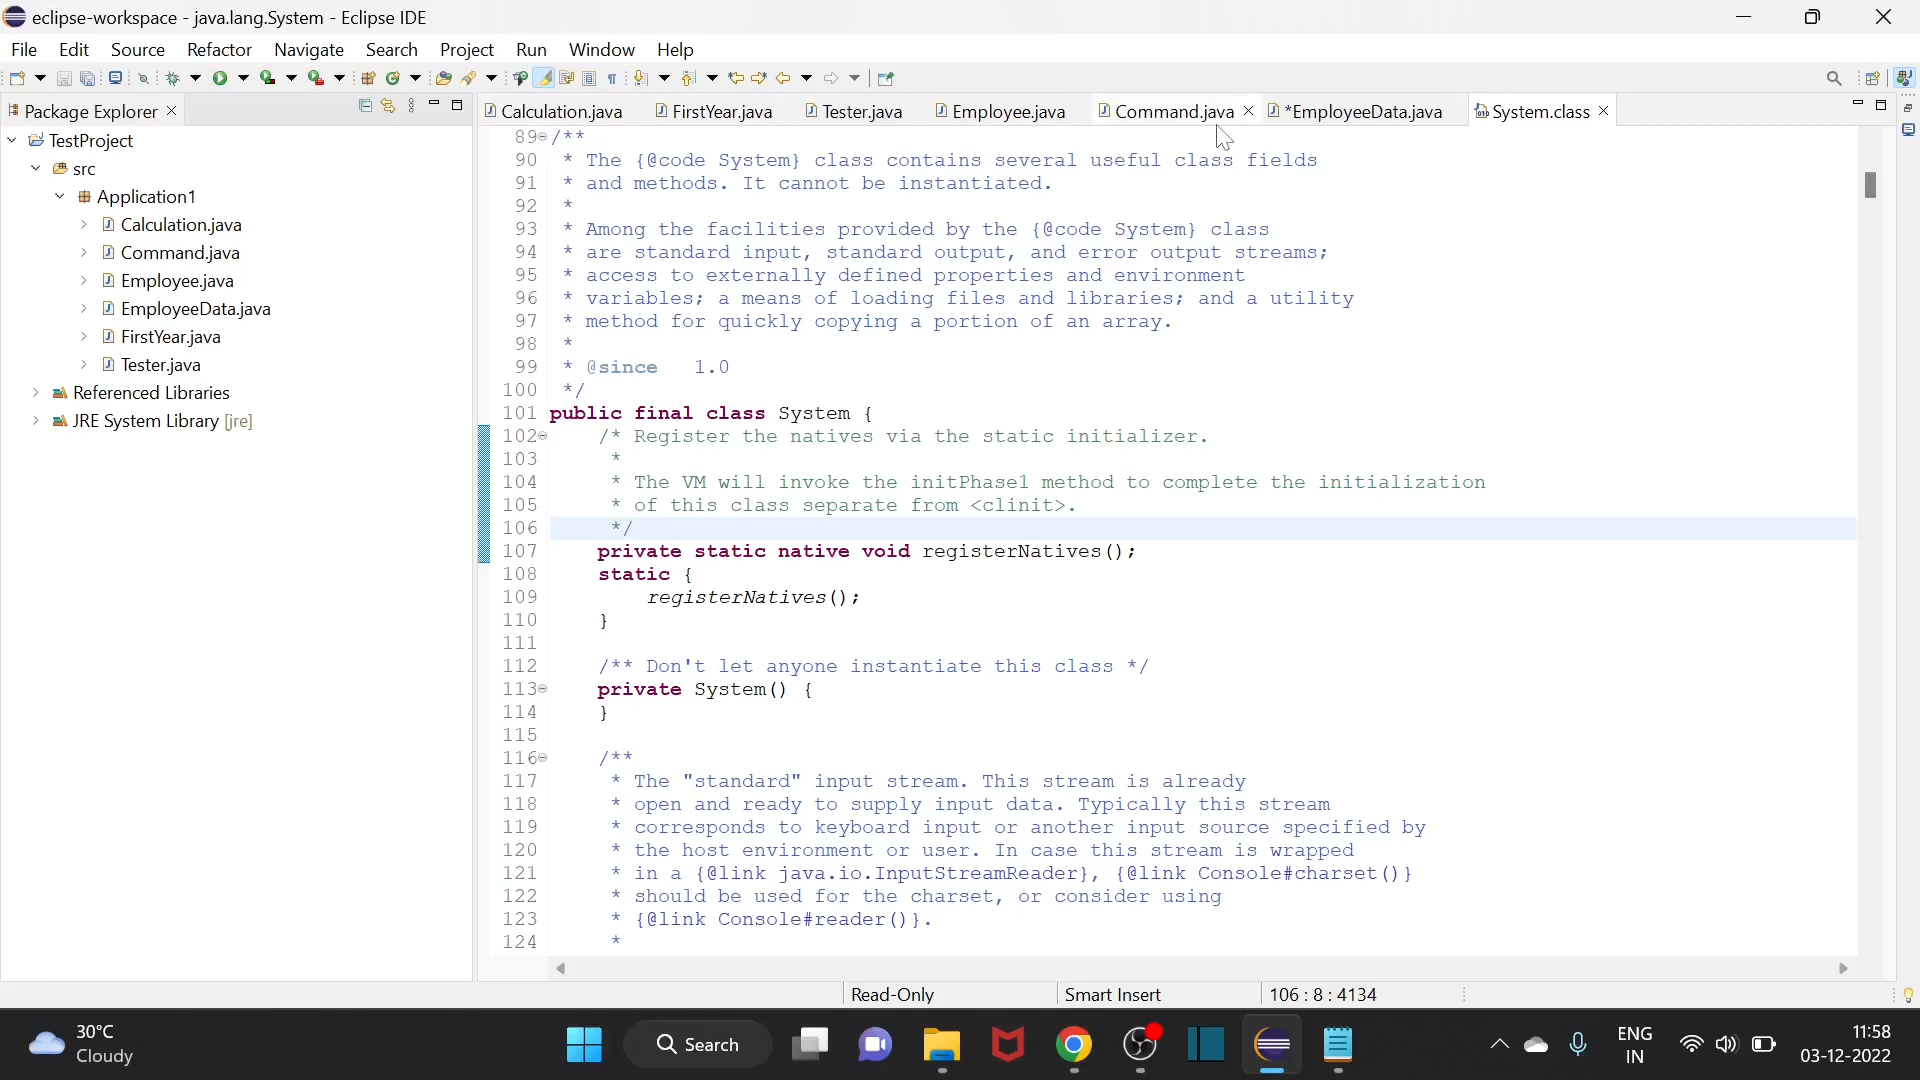 eclipse-workspace - java.lang.System - Eclipse IDE
File Edit Source Refactor Navigate Search Project Run Window Help
Package Explorer
Calculation.java FirstYear.java Tester.java Employee.java Command.java *EmployeeData.java System.class
TestProject
src
Application1
Calculation.java
Command.java
Employee.java
EmployeeData.java
FirstYear.java
Tester.java
Referenced Libraries
JRE System Library [jre]
89 /**
90 * The {@code System} class contains several useful class fields
91 * and methods. It cannot be instantiated.
92 *
93 * Among the facilities provided by the {@code System} class
94 * are standard input, standard output, and error output streams;
95 * access to externally defined properties and environment
96 * variables; a means of loading files and libraries; and a utility
97 * method for quickly copying a portion of an array.
98 *
99 * @since 1.0
100 */
101 public final class System {
102 /* Register the natives via the static initializer.
103 *
104 * The VM will invoke the initPhase1 method to complete the initialization
105 * of this class separate from <clinit>.
106 */
107 private static native void registerNatives();
108 static {
109 registerNatives();
110 }
111
112 /** Don't let anyone instantiate this class */
113 private System() {
114 }
115
116 /**
117 * The "standard" input stream. This stream is already
118 * open and ready to supply input data. Typically this stream
119 * corresponds to keyboard input or another input source specified by
120 * the host environment or user. In case this stream is wrapped
121 * in a {@link java.io.InputStreamReader}, {@link Console#charset()}
122 * should be used for the charset, or consider using
123 * {@link Console#reader()}.
124 *
Read-Only Smart Insert 106 : 8 : 4134
30°C
Cloudy
Search
ENG
IN
11:58
03-12-2022